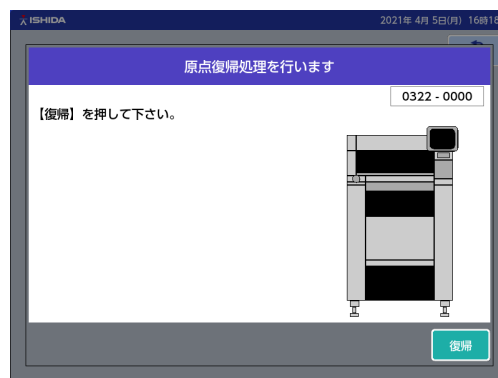 ISHIDA
2021年 4月 5日(月) 16時18
原点復帰処理を行います
0322 - 0000
【復帰】を押して下さい。
復帰